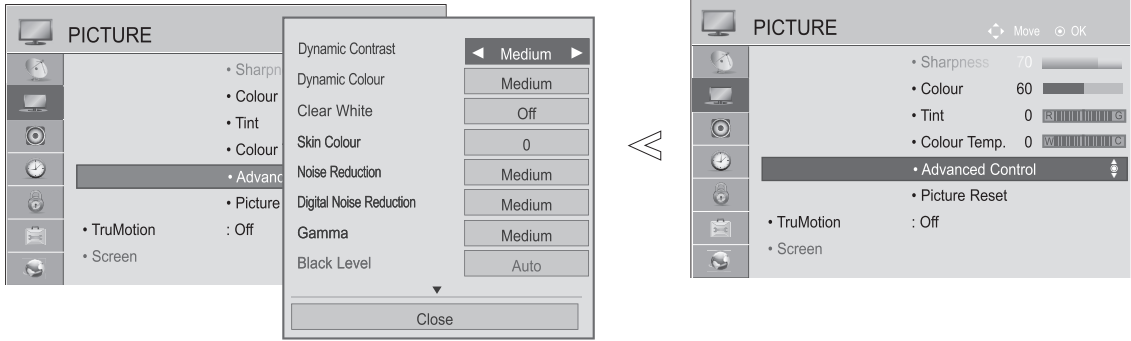 PICTURE
• Sharpn
• Colour
• Tint
• Colour
• Advanc
• Picture
• TruMotion : Off
• Screen
Dynamic Contrast ◄ Medium ►
Dynamic Colour Medium
Clear White Off
Skin Colour 0
Noise Reduction Medium
Digital Noise Reduction Medium
Gamma Medium
Black Level Auto
▼
Close
PICTURE Move ⊙ OK
• Sharpness 70
• Colour 60
• Tint 0 R G
• Colour Temp. 0 W C
• Advanced Control
• Picture Reset
• TruMotion : Off
• Screen